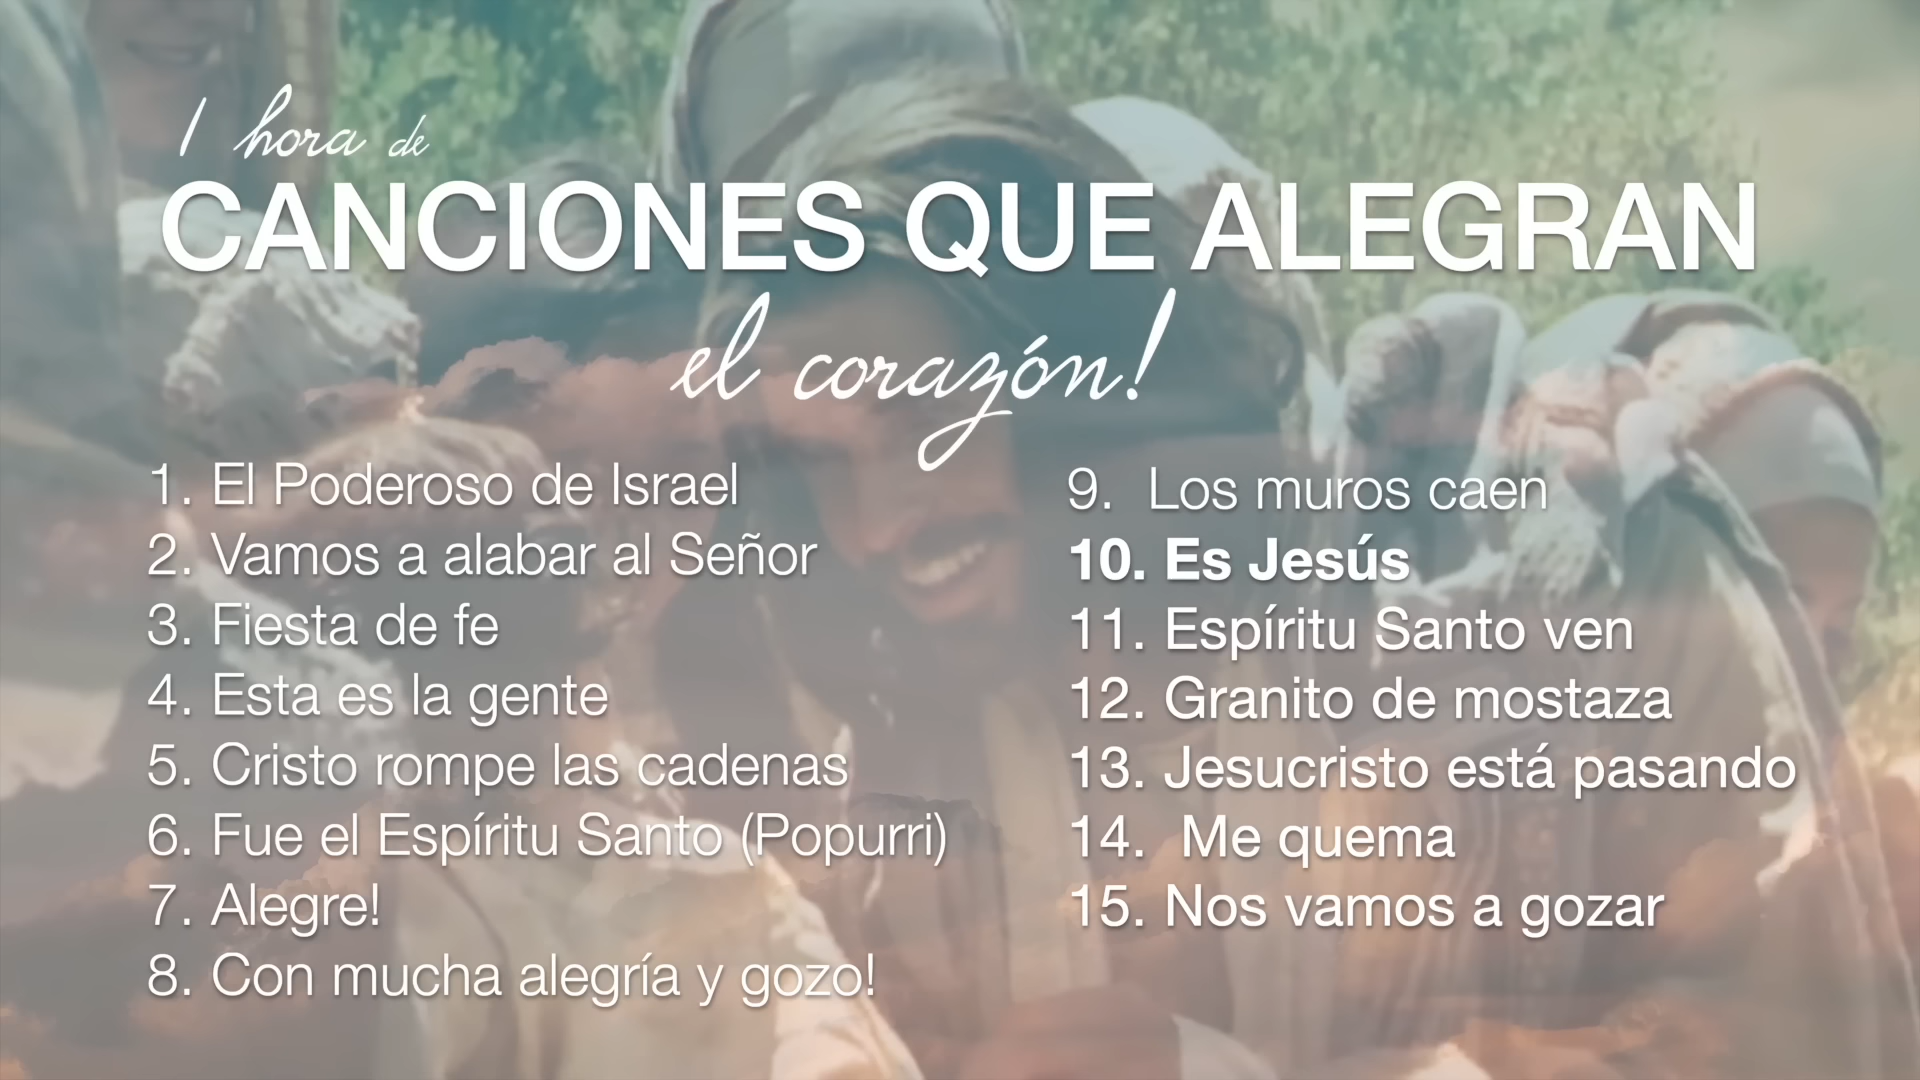 1 hora de
CANCIONES QUE ALEGRAN
el corazón!
1. El Poderoso de Israel
2. Vamos a alabar al Señor
3. Fiesta de fe
4. Esta es la gente
5. Cristo rompe las cadenas
6. Fue el Espíritu Santo (Popurri)
7. Alegre!
8. Con mucha alegría y gozo!
9. Los muros caen
10. Es Jesús
11. Espíritu Santo ven
12. Granito de mostaza
13. Jesucristo está pasando
14. Me quema
15. Nos vamos a gozar